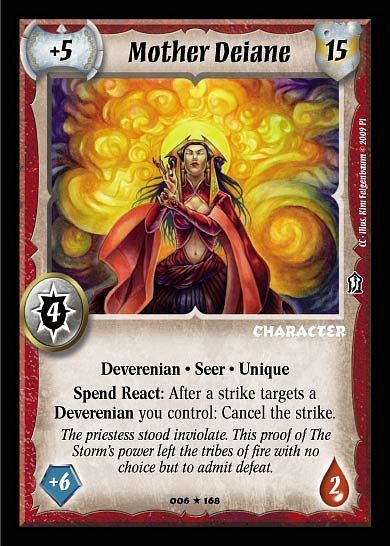 +5
Mother Deiane
15
CC • Illus. Kim Feigenbaum © 2009 P1
4
CHARACTER
Deverenian • Seer • Unique
Spend React: After a strike targets a
Deverenian you control: Cancel the strike.
The priestess stood inviolate. This proof of The
Storm's power left the tribes of fire with no
choice but to admit defeat.
+6
006 ★ 168
2